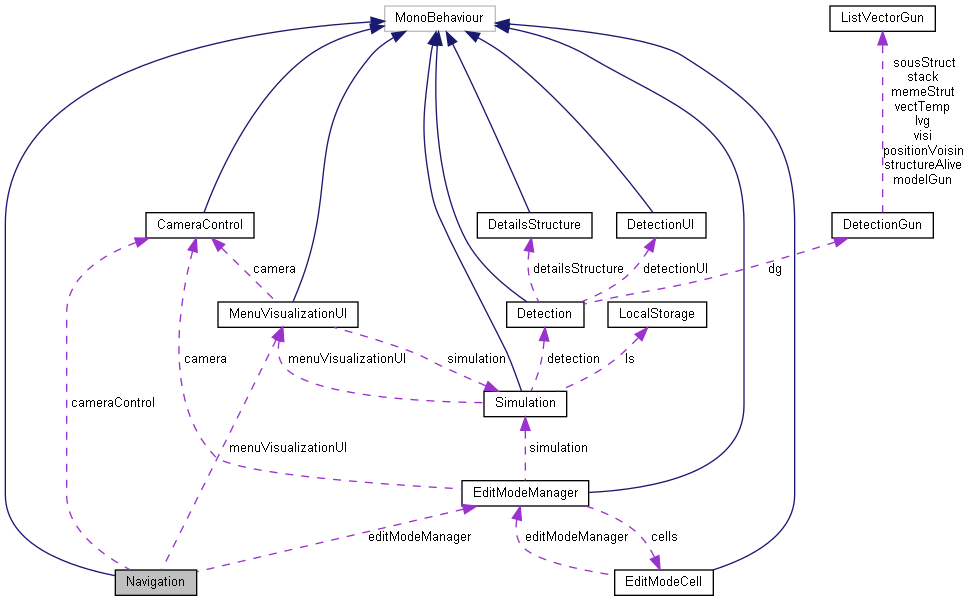 MonoBehaviour
ListVectorGun
sousStruct
stack
memeStrut
vectTemp
lvg
visi
positionVoisin
structureAlive
modelGun
CameraControl
DetailsStructure
DetectionUI
DetectionGun
camera
detailsStructure
detectionUI
dg
MenuVisualizationUI
Detection
LocalStorage
camera
menuVisualizationUI
simulation
detection
ls
cameraControl
Simulation
menuVisualizationUI
simulation
EditModeManager
editModeManager
editModeManager
cells
Navigation
EditModeCell